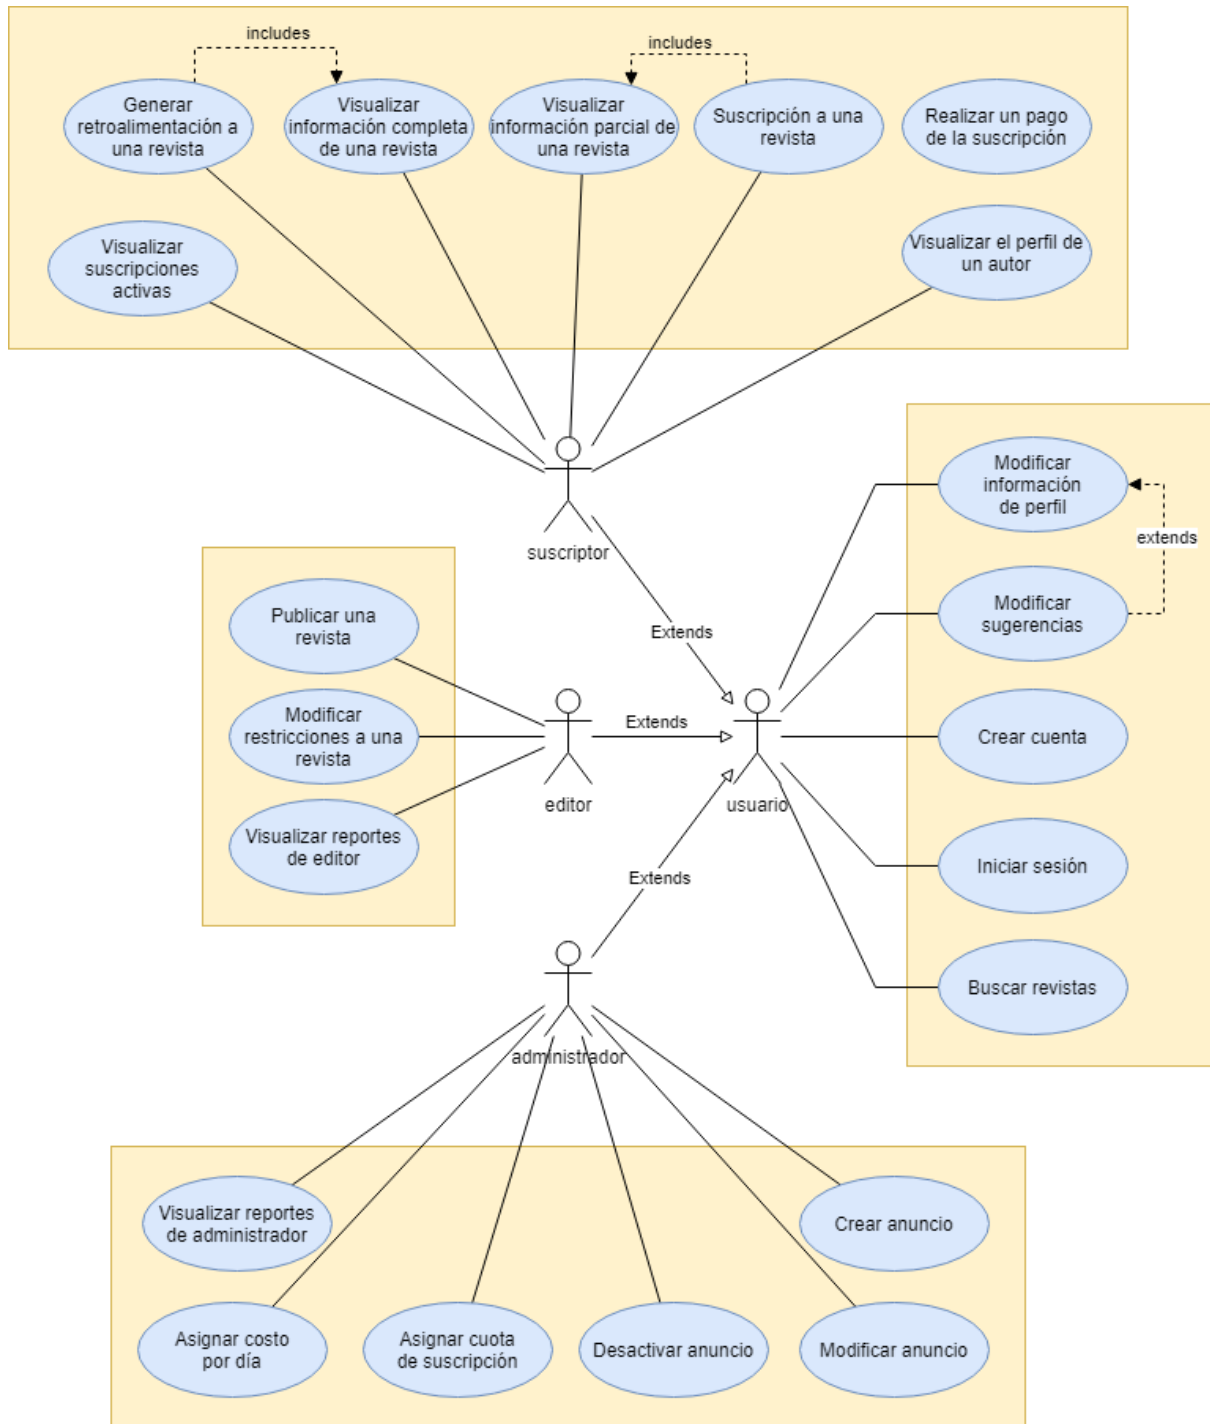 includes
includes
Generar
retroalimentación a
una revista
Visualizar
información completa
de una revista
Visualizar
información parcial de
una revista
Suscripción a una
revista
Realizar un pago
de la suscripción
Visualizar
suscripciones
activas
Visualizar el perfil de
un autor
suscriptor
Modificar
información
de perfil
extends
Modificar
sugerencias
Crear cuenta
Iniciar sesión
Buscar revistas
Publicar una
revista
Modificar
restricciones a una
revista
Visualizar reportes
de editor
Extends
Extends
Extends
editor
usuario
administrador
Visualizar reportes
de administrador
Crear anuncio
Asignar costo
por día
Asignar cuota
de suscripción
Desactivar anuncio
Modificar anuncio